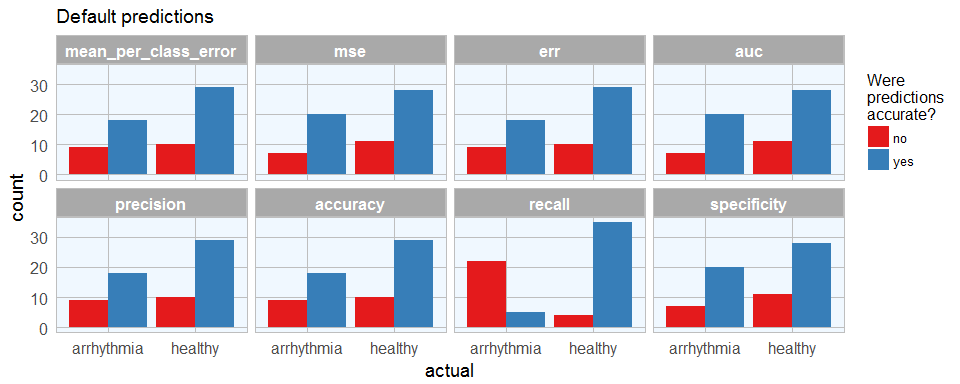 Default predictions
mean_per_class_error
mse
err
auc
30
20
10
0
precision
accuracy
recall
specificity
30
20
10
0
arrhythmia healthy
arrhythmia healthy
arrhythmia healthy
arrhythmia healthy
actual
count
Were
predictions
accurate?
no
yes